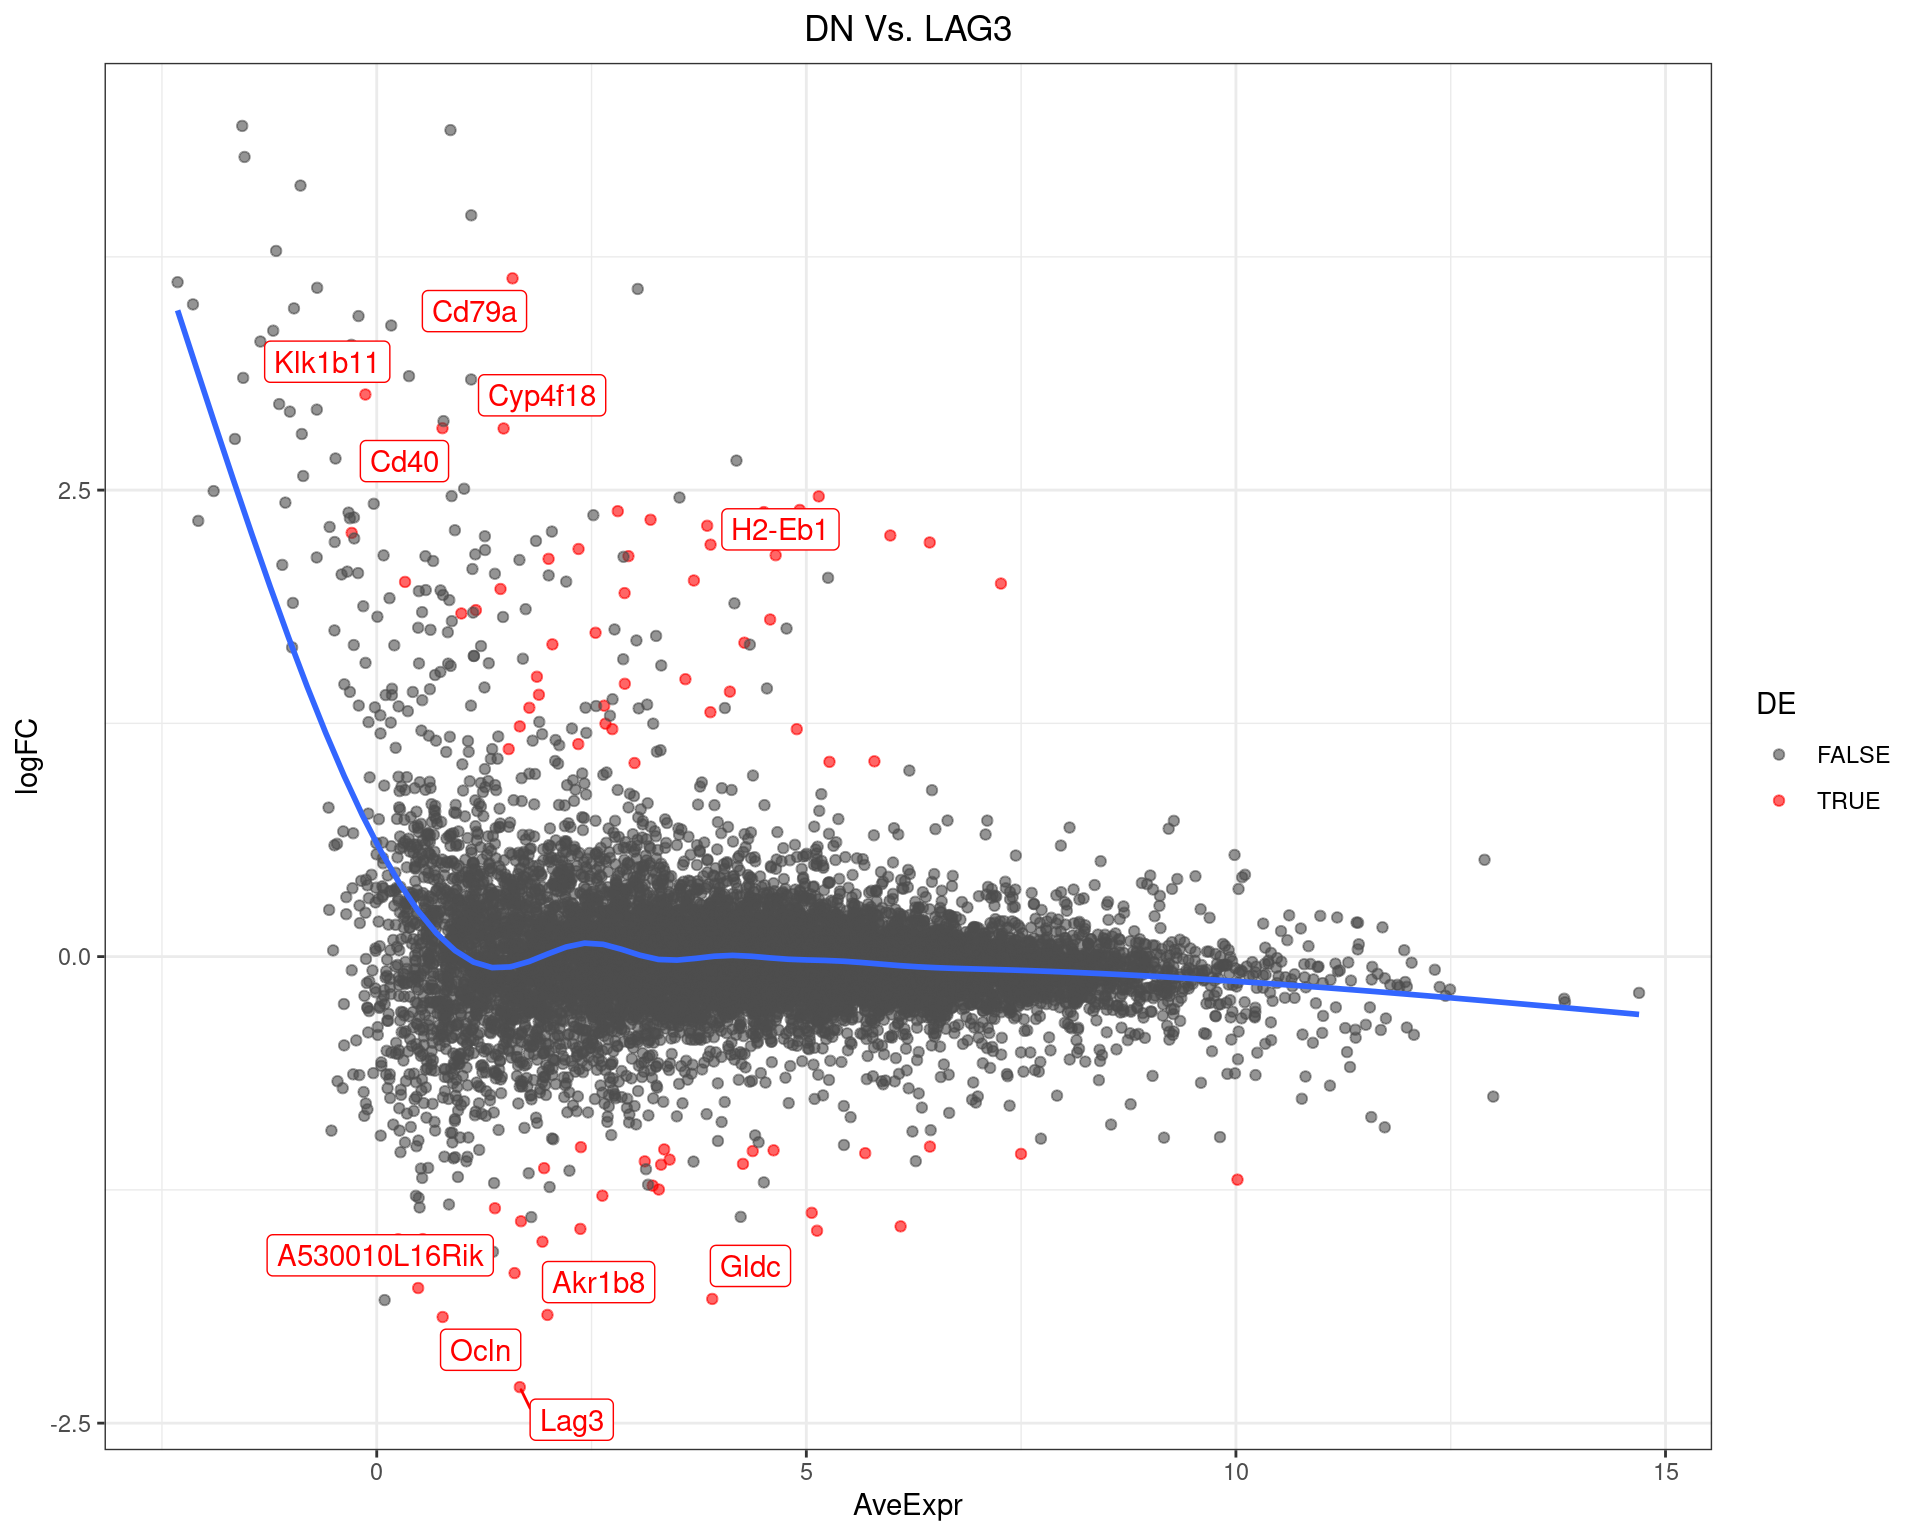 DN Vs. LAG3
Cd79a
Klk1b11
Cyp4f18
Cd40
2.5
H2-Eb1
logFC
DE
FALSE
TRUE
0.0
A530010L16Rik
Gldc
Akr1b8
Ocln
Lag3
-2.5
0 5 10 15
AveExpr